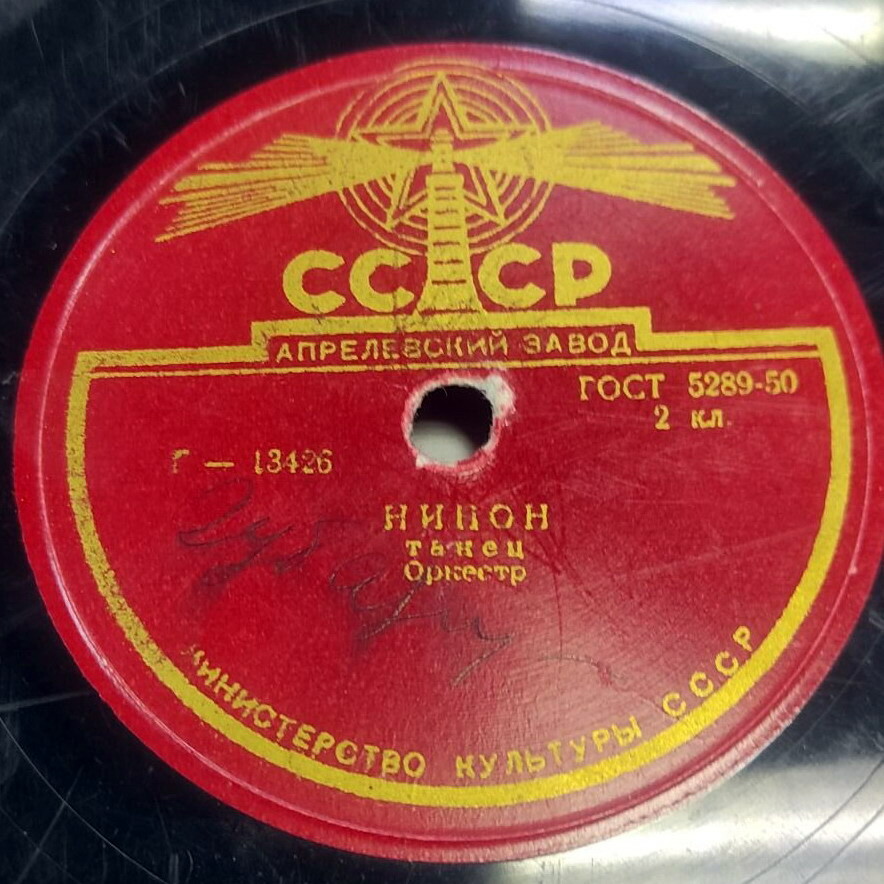 СССР
АПРЕЛЕВСКИЙ ЗАВОД
ГОСТ 5289-50
2 кл.
Г — 13426
НИПОН
танец
Оркестр
МИНИСТЕРСТВО КУЛЬТУРЫ СССР